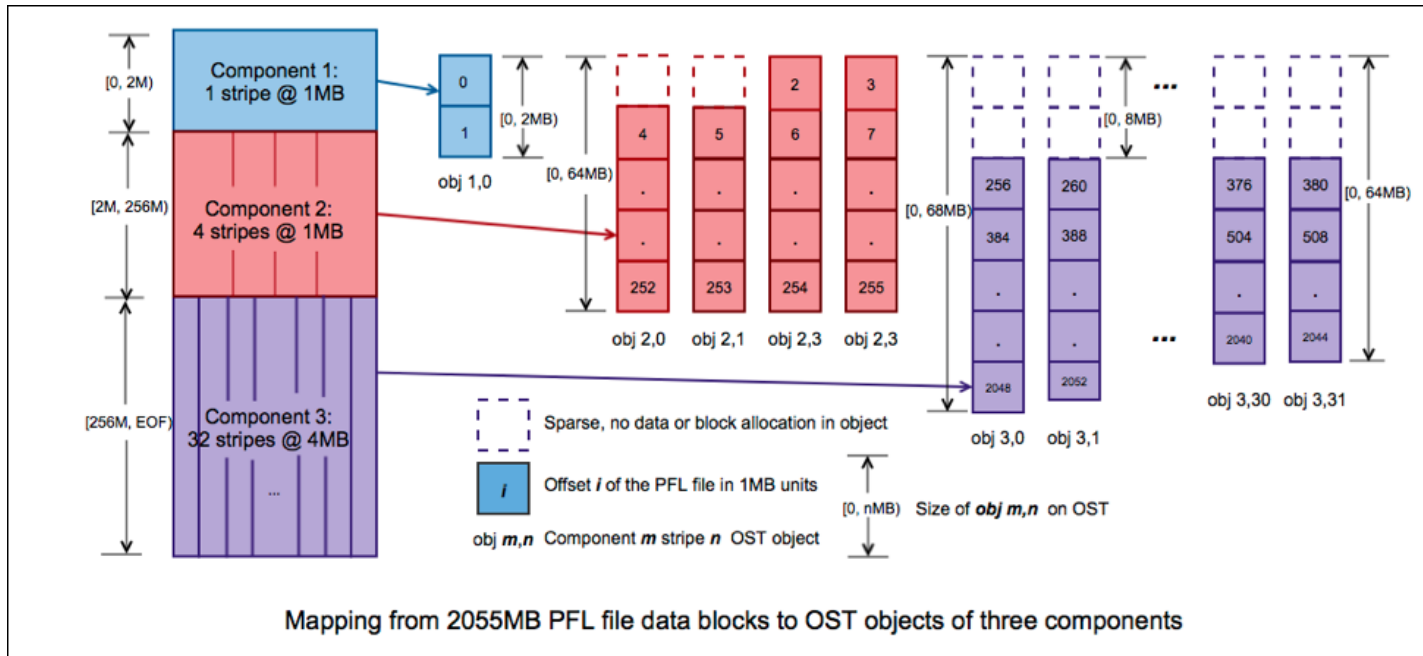 [0, 2M)
Component 1:
1 stripe @ 1MB
[2M, 256M)
Component 2:
4 stripes @ 1MB
[256M, EOF)
Component 3:
32 stripes @ 4MB
...
0
1
[0, 2MB)
obj 1,0
[0, 64MB)
2
3
4
5
6
7
.
.
.
.
.
.
.
.
252
253
254
255
obj 2,0
obj 2,1
obj 2,3
obj 2,3
[0, 68MB)
[0, 8MB)
...
[0, 64MB)
256
260
376
380
384
388
504
508
.
.
.
.
.
.
...
2040
2044
2048
2052
obj 3,0
obj 3,1
obj 3,30
obj 3,31
Sparse, no data or block allocation in object
i
Offset i of the PFL file in 1MB units
[0, nMB)
Size of obj m,n on OST
obj m,n Component m stripe n OST object
Mapping from 2055MB PFL file data blocks to OST objects of three components